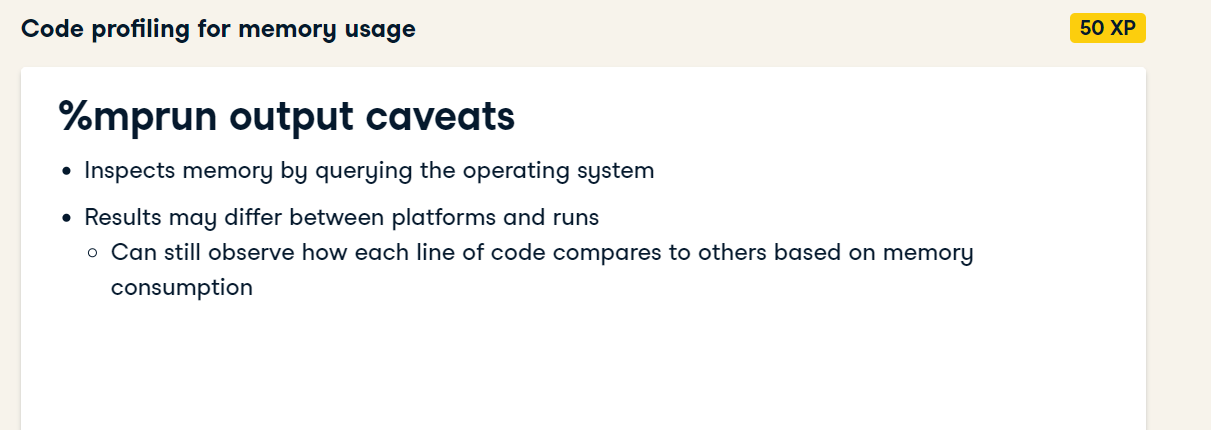 Code profiling for memory usage
50 XP
%mprun output caveats
• Inspects memory by querying the operating system
• Results may differ between platforms and runs
○ Can still observe how each line of code compares to others based on memory
consumption